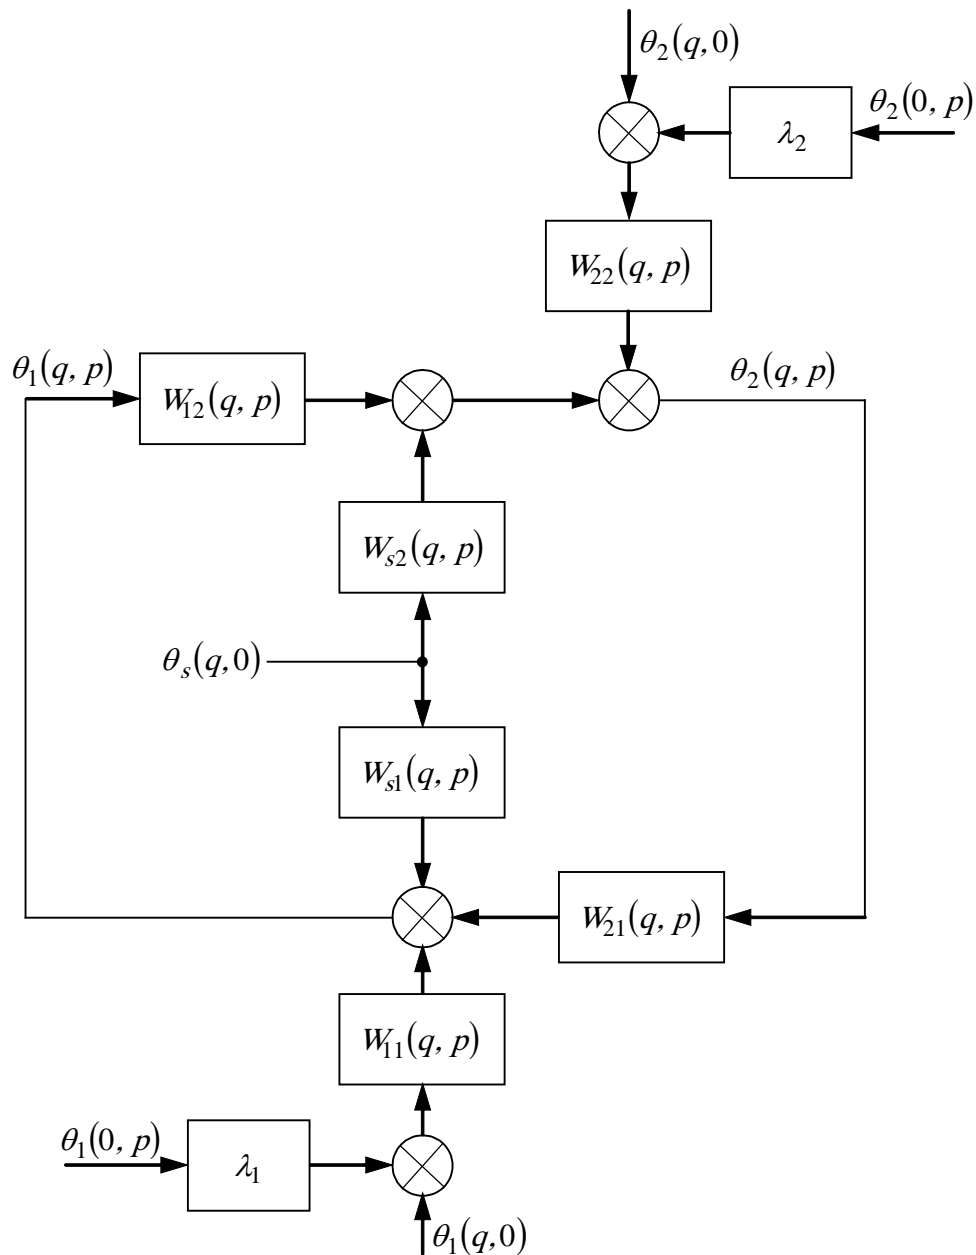 θ₂(q,0)
θ₂(0, p)
λ₂
W₂₂(q, p)
θ₁(q, p)
θ₂(q, p)
W₁₂(q, p)
Wₛ₂(q, p)
θₛ(q,0)
Wₛ₁(q, p)
W₂₁(q, p)
W₁₁(q, p)
θ₁(0, p)
λ₁
θ₁(q,0)